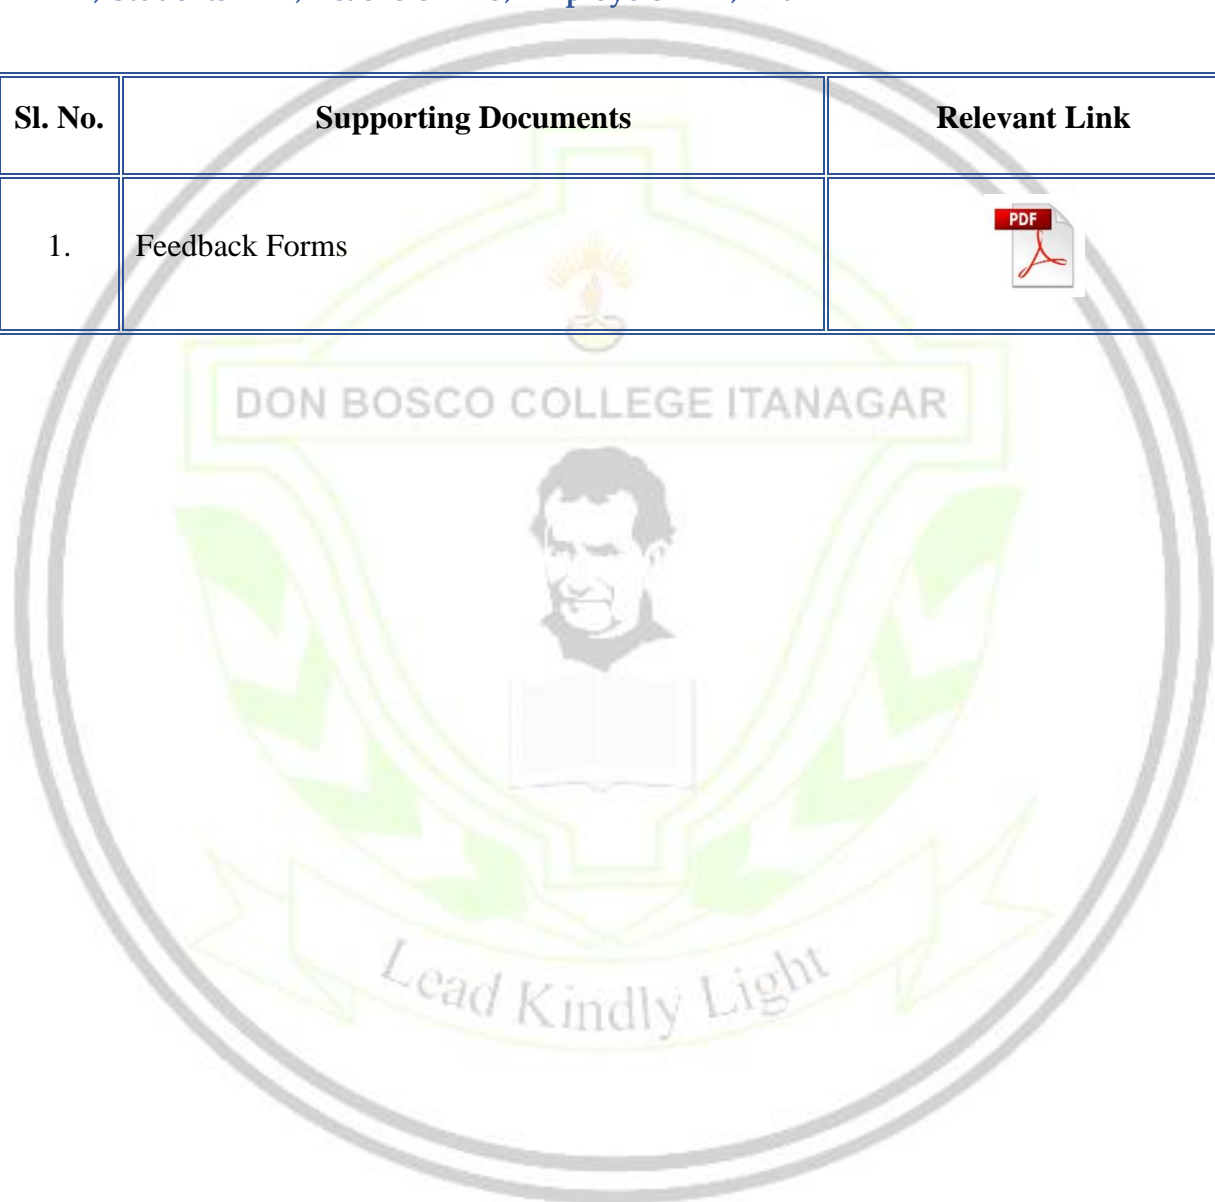 Sl. No. Supporting Documents Relevant Link
1. Feedback Forms PDF
DON BOSCO COLLEGE ITANAGAR
Lead Kindly Light